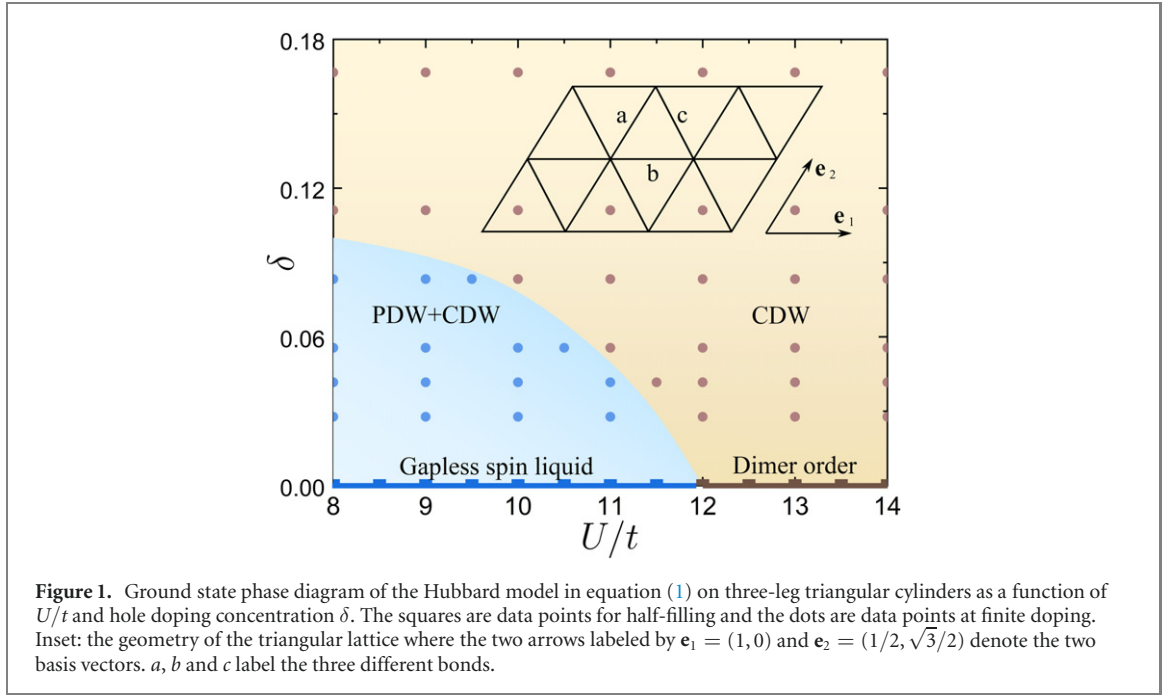 0.18
0.12
0.06
0.00
δ
a
c
b
e₂
e₁
PDW+CDW
CDW
Gapless spin liquid
Dimer order
8
9
10
11
12
13
14
U/t
Figure 1. Ground state phase diagram of the Hubbard model in equation (1) on three-leg triangular cylinders as a function of
U/t and hole doping concentration δ. The squares are data points for half-filling and the dots are data points at finite doping.
Inset: the geometry of the triangular lattice where the two arrows labeled by e₁ = (1, 0) and e₂ = (1/2, √3/2) denote the two
basis vectors. a, b and c label the three different bonds.